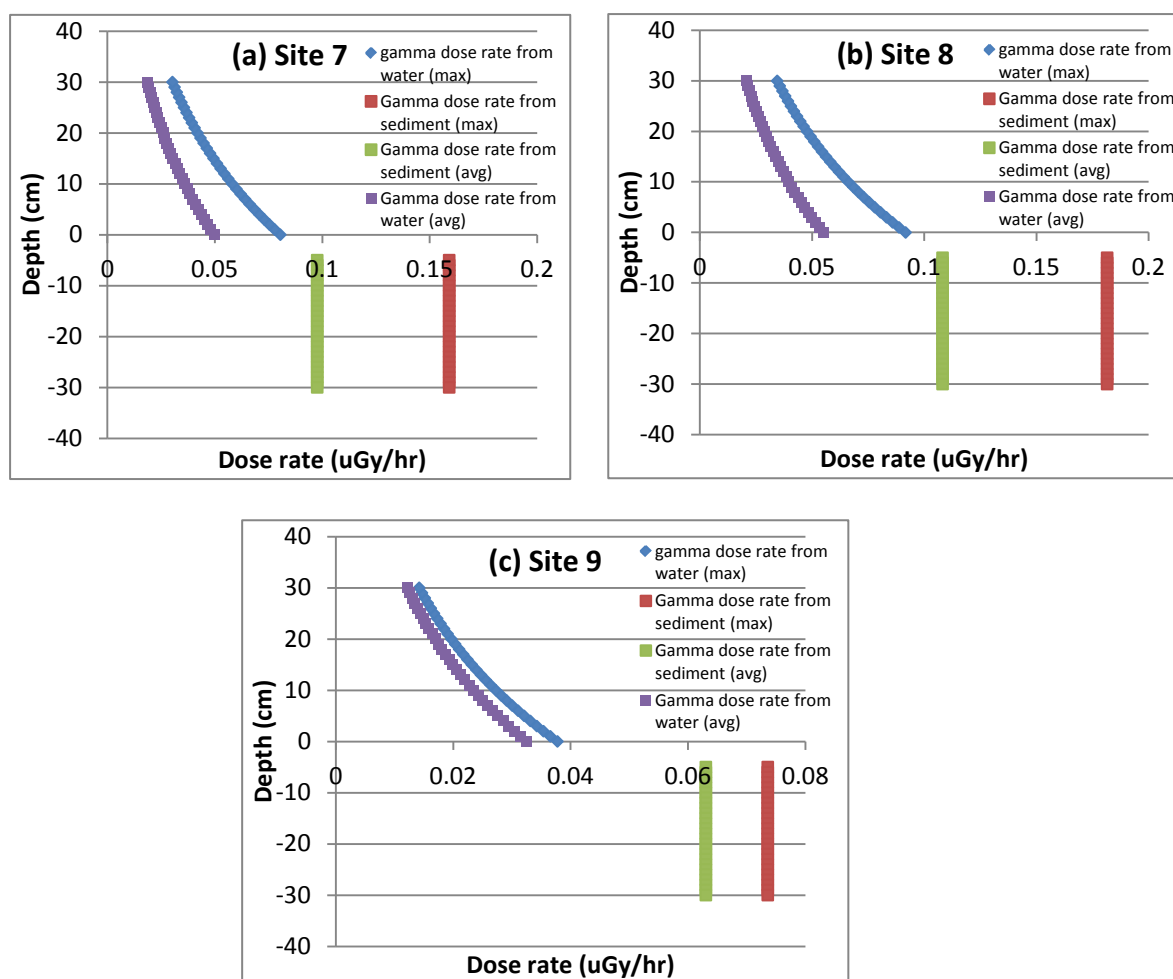 (a) Site 7
gamma dose rate from
water (max)
Gamma dose rate from
sediment (max)
Gamma dose rate from
sediment (avg)
Gamma dose rate from
water (avg)
40
30
20
10
0
-10
-20
-30
-40
0
0.05
0.1
0.15
0.2
Depth (cm)
Dose rate (uGy/hr)
(b) Site 8
gamma dose rate from
water (max)
Gamma dose rate from
sediment (max)
Gamma dose rate from
sediment (avg)
Gamma dose rate from
water (avg)
40
30
20
10
0
-10
-20
-30
-40
0
0.05
0.1
0.15
0.2
Depth (cm)
Dose rate (uGy/hr)
(c) Site 9
gamma dose rate from
water (max)
Gamma dose rate from
sediment (max)
Gamma dose rate from
sediment (avg)
Gamma dose rate from
water (avg)
40
30
20
10
0
-10
-20
-30
-40
0
0.02
0.04
0.06
0.08
Depth (cm)
Dose rate (uGy/hr)